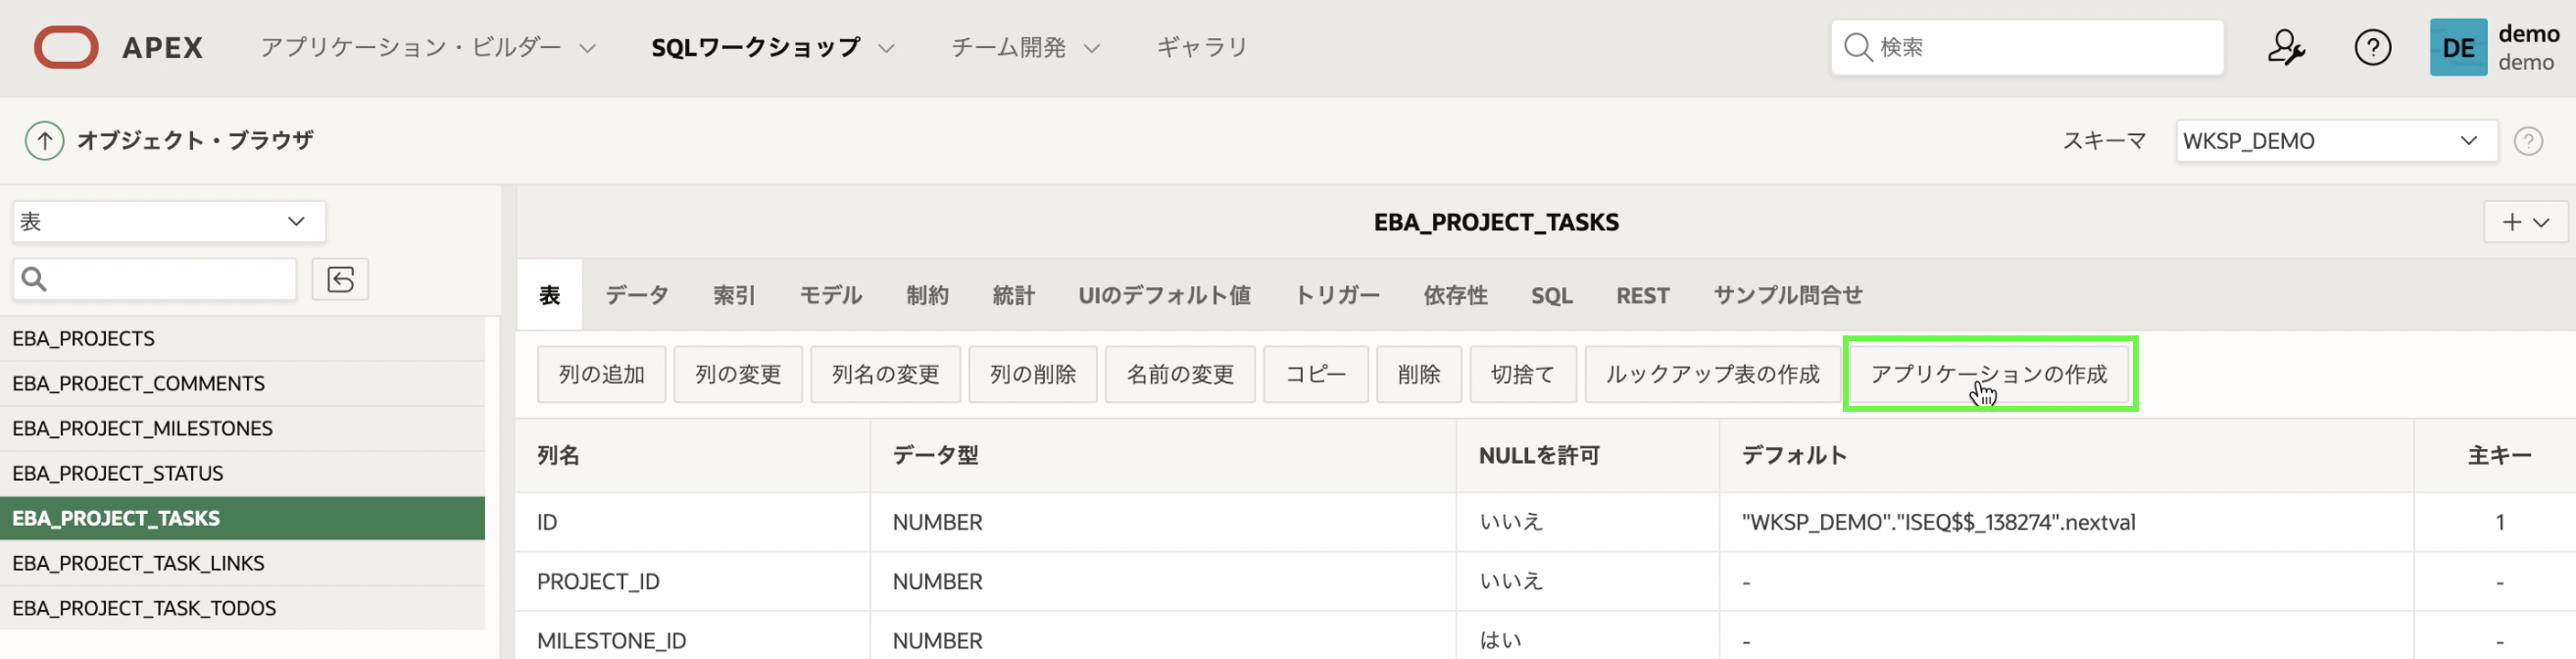 APEX アプリケーション・ビルダー SQLワークショップ チーム開発 ギャラリ 検索 DE demo
demo
オブジェクト・ブラウザ スキーマ WKSP_DEMO
表
EBA_PROJECTS
EBA_PROJECT_COMMENTS
EBA_PROJECT_MILESTONES
EBA_PROJECT_STATUS
EBA_PROJECT_TASKS
EBA_PROJECT_TASK_LINKS
EBA_PROJECT_TASK_TODOS
EBA_PROJECT_TASKS
表 データ 索引 モデル 制約 統計 UIのデフォルト値 トリガー 依存性 SQL REST サンプル問合せ
列の追加 列の変更 列名の変更 列の削除 名前の変更 コピー 削除 切捨て ルックアップ表の作成 アプリケーションの作成
列名 データ型 NULLを許可 デフォルト 主キー
ID NUMBER いいえ "WKSP_DEMO"."ISEQ$$_138274".nextval 1
PROJECT_ID NUMBER いいえ - -
MILESTONE_ID NUMBER はい - -